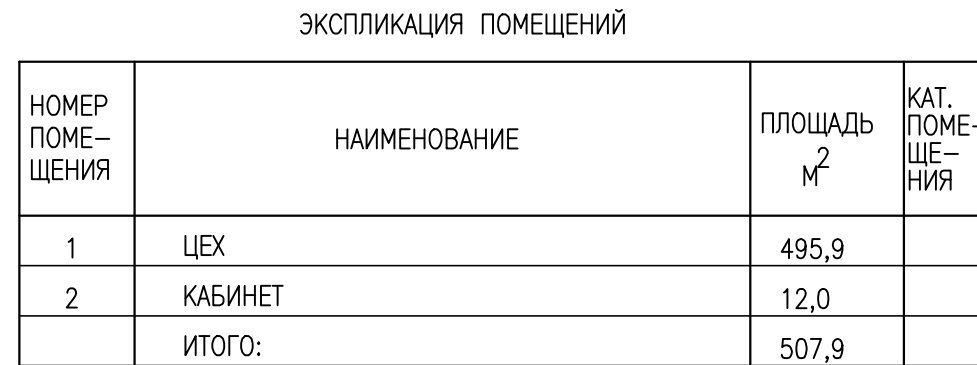 ЭКСПЛИКАЦИЯ ПОМЕЩЕНИЙ
НОМЕР
ПОМЕ–
ЩЕНИЯ
НАИМЕНОВАНИЕ
ПЛОЩАДЬ
м²
КАТ.
ПОМЕ-
ЩЕ–
НИЯ
1 ЦЕХ 495,9
2 КАБИНЕТ 12,0
ИТОГО: 507,9